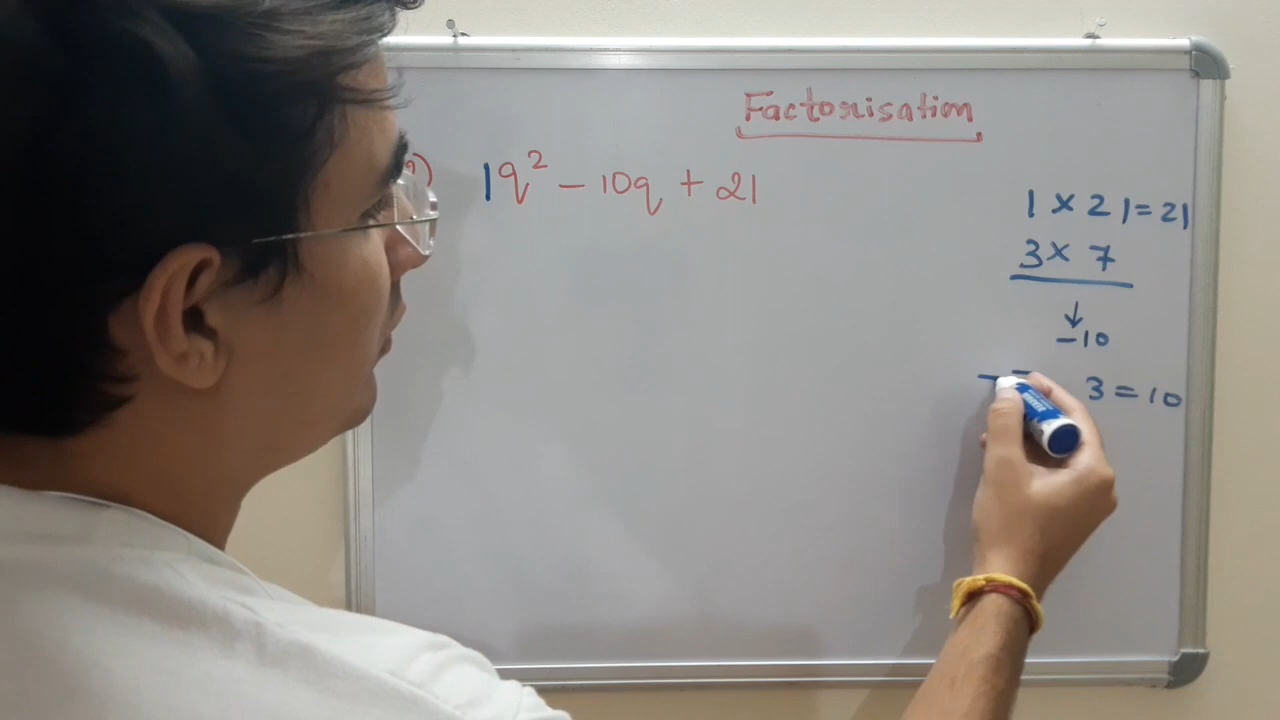 Factorisation
1q² - 10q + 21
1 × 21 = 21
3 × 7
↓
-10
3 = 10